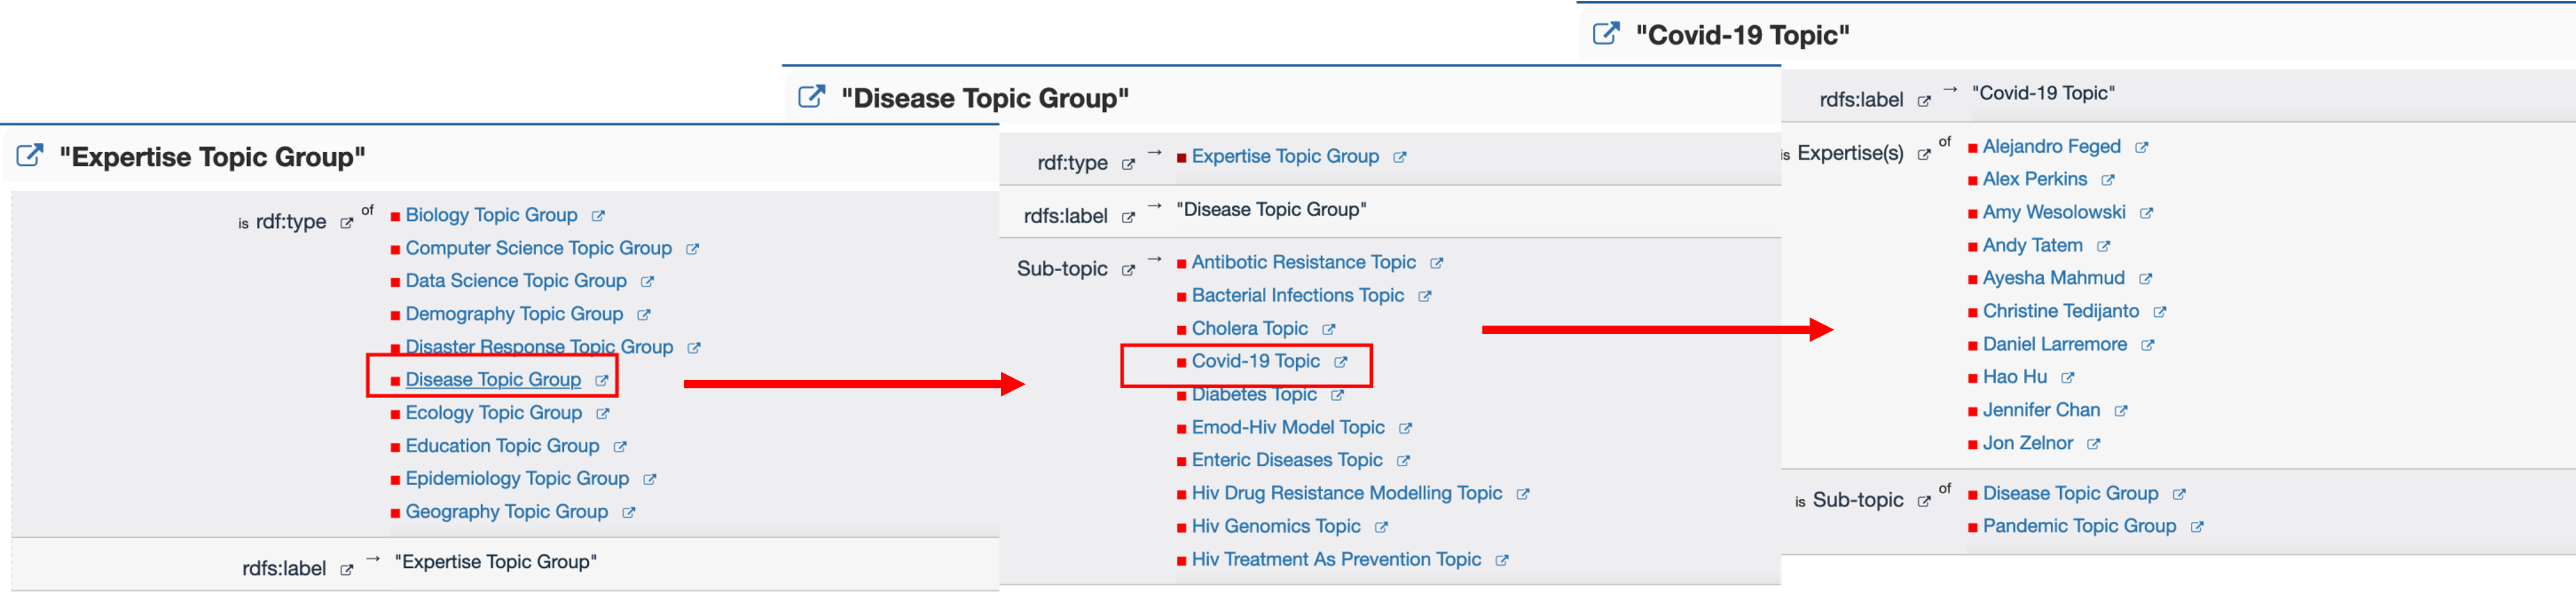 "Expertise Topic Group"
is rdf:type of
Biology Topic Group
Computer Science Topic Group
Data Science Topic Group
Demography Topic Group
Disaster Response Topic Group
Disease Topic Group
Ecology Topic Group
Education Topic Group
Epidemiology Topic Group
Geography Topic Group
rdfs:label → "Expertise Topic Group"
"Disease Topic Group"
rdf:type → Expertise Topic Group
rdfs:label → "Disease Topic Group"
Sub-topic →
Antibotic Resistance Topic
Bacterial Infections Topic
Cholera Topic
Covid-19 Topic
Diabetes Topic
Emod-Hiv Model Topic
Enteric Diseases Topic
Hiv Drug Resistance Modelling Topic
Hiv Genomics Topic
Hiv Treatment As Prevention Topic
"Covid-19 Topic"
rdfs:label → "Covid-19 Topic"
is Expertise(s) of
Alejandro Feged
Alex Perkins
Amy Wesolowski
Andy Tatem
Ayesha Mahmud
Christine Tedijanto
Daniel Larremore
Hao Hu
Jennifer Chan
Jon Zelnor
is Sub-topic of
Disease Topic Group
Pandemic Topic Group